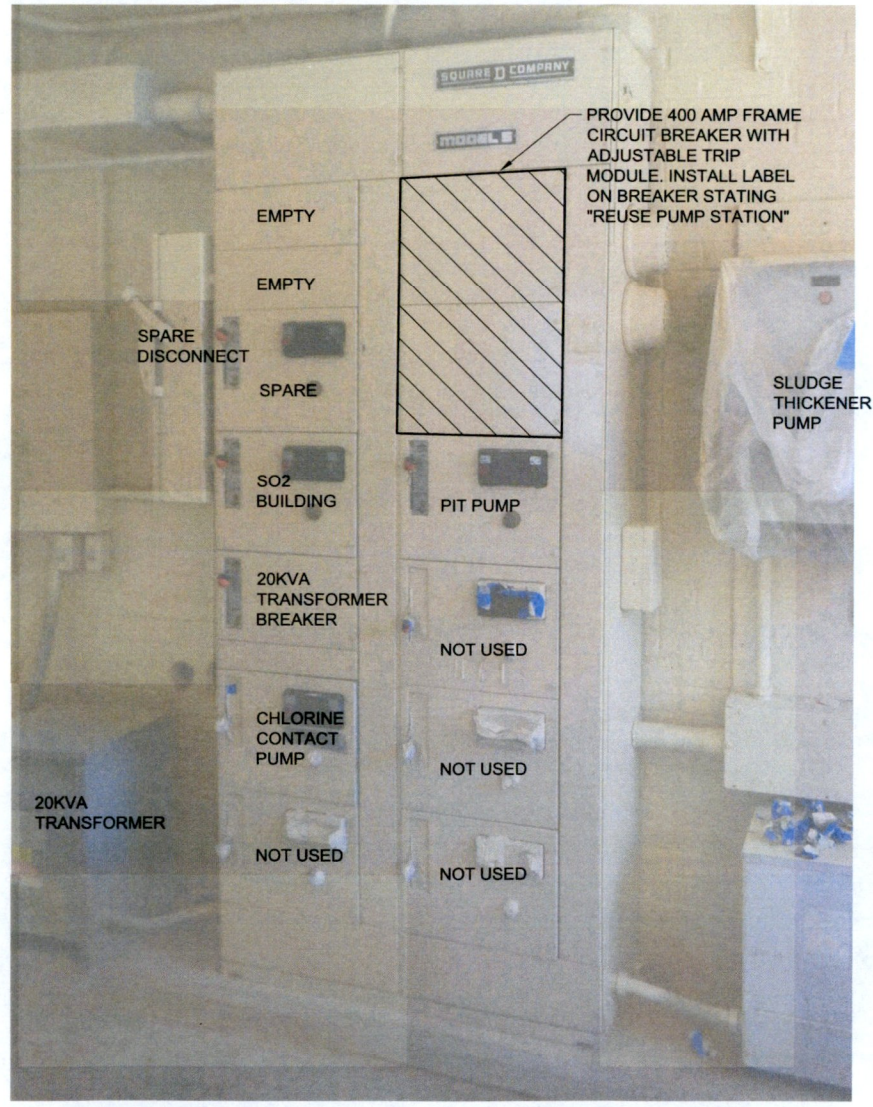 SQUARE D COMPANY
MODEL 5
PROVIDE 400 AMP FRAME
CIRCUIT BREAKER WITH
ADJUSTABLE TRIP
MODULE. INSTALL LABEL
ON BREAKER STATING
"REUSE PUMP STATION"
EMPTY
EMPTY
SPARE
DISCONNECT
SPARE
SLUDGE
THICKENER
PUMP
SO2
BUILDING
PIT PUMP
20KVA
TRANSFORMER
BREAKER
NOT USED
CHLORINE
CONTACT
PUMP
NOT USED
20KVA
TRANSFORMER
NOT USED
NOT USED